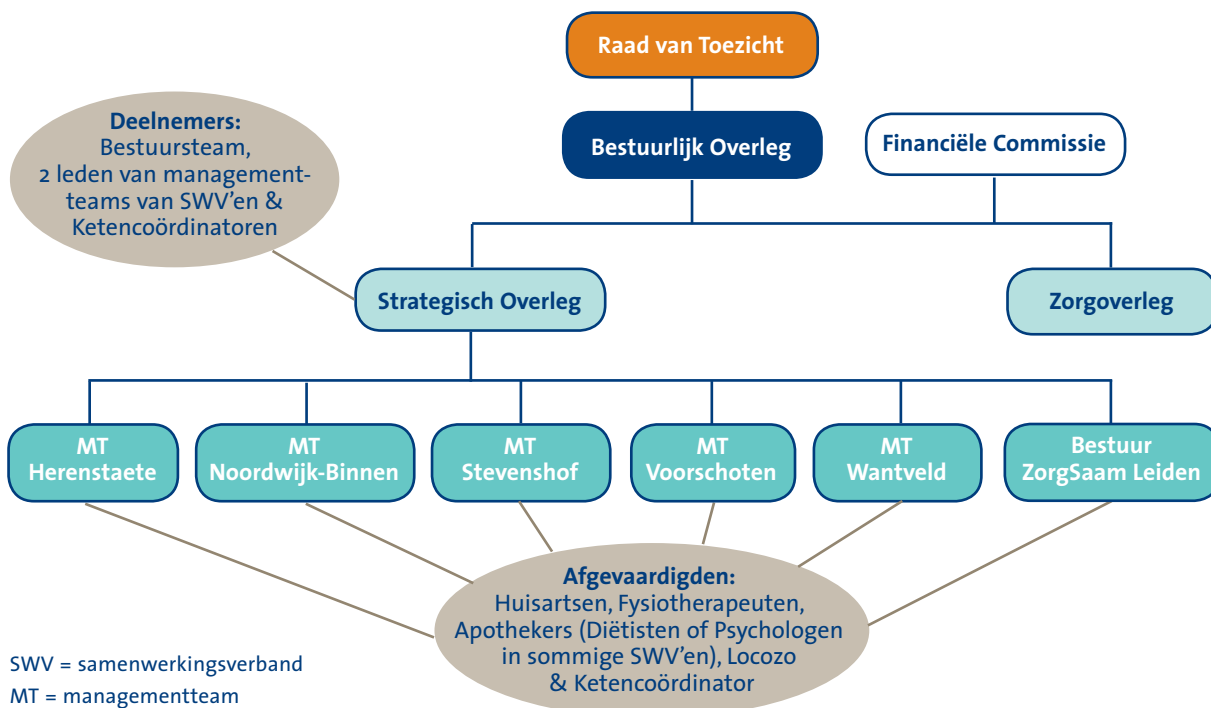 Raad van Toezicht
Deelnemers:
Bestuursteam,
2 leden van management-
teams van SWV'en &
Ketencoördinatoren
Bestuurlijk Overleg
Financiële Commissie
Strategisch Overleg
Zorgoverleg
MT
Herenstaete
MT
Noordwijk-Binnen
MT
Stevenshof
MT
Voorschoten
MT
Wantveld
Bestuur
ZorgSaam Leiden
Afgevaardigden:
Huisartsen, Fysiotherapeuten,
Apothekers (Diëtisten of Psychologen
in sommige SWV'en), Locozo
& Ketencoördinator
SWV = samenwerkingsverband
MT = managementteam